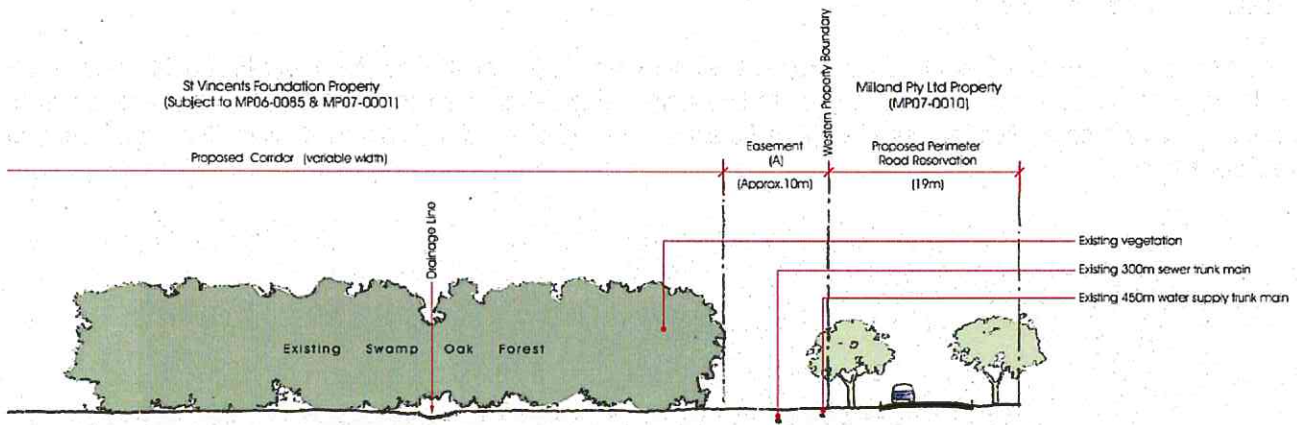 St Vincents Foundation Property
(Subject to MP06-0085 & MP07-0001)
Western Property Boundary
Milland Pty Ltd Property
(MP07-0010)
Proposed Corridor (variable width)
Easement
(A)
(Approx.10m)
Proposed Perimeter
Road Reservation
(19m)
Drainage Line
Existing vegetation
Existing 300m sewer trunk main
Existing 450m water supply trunk main
Existing Swamp Oak Forest